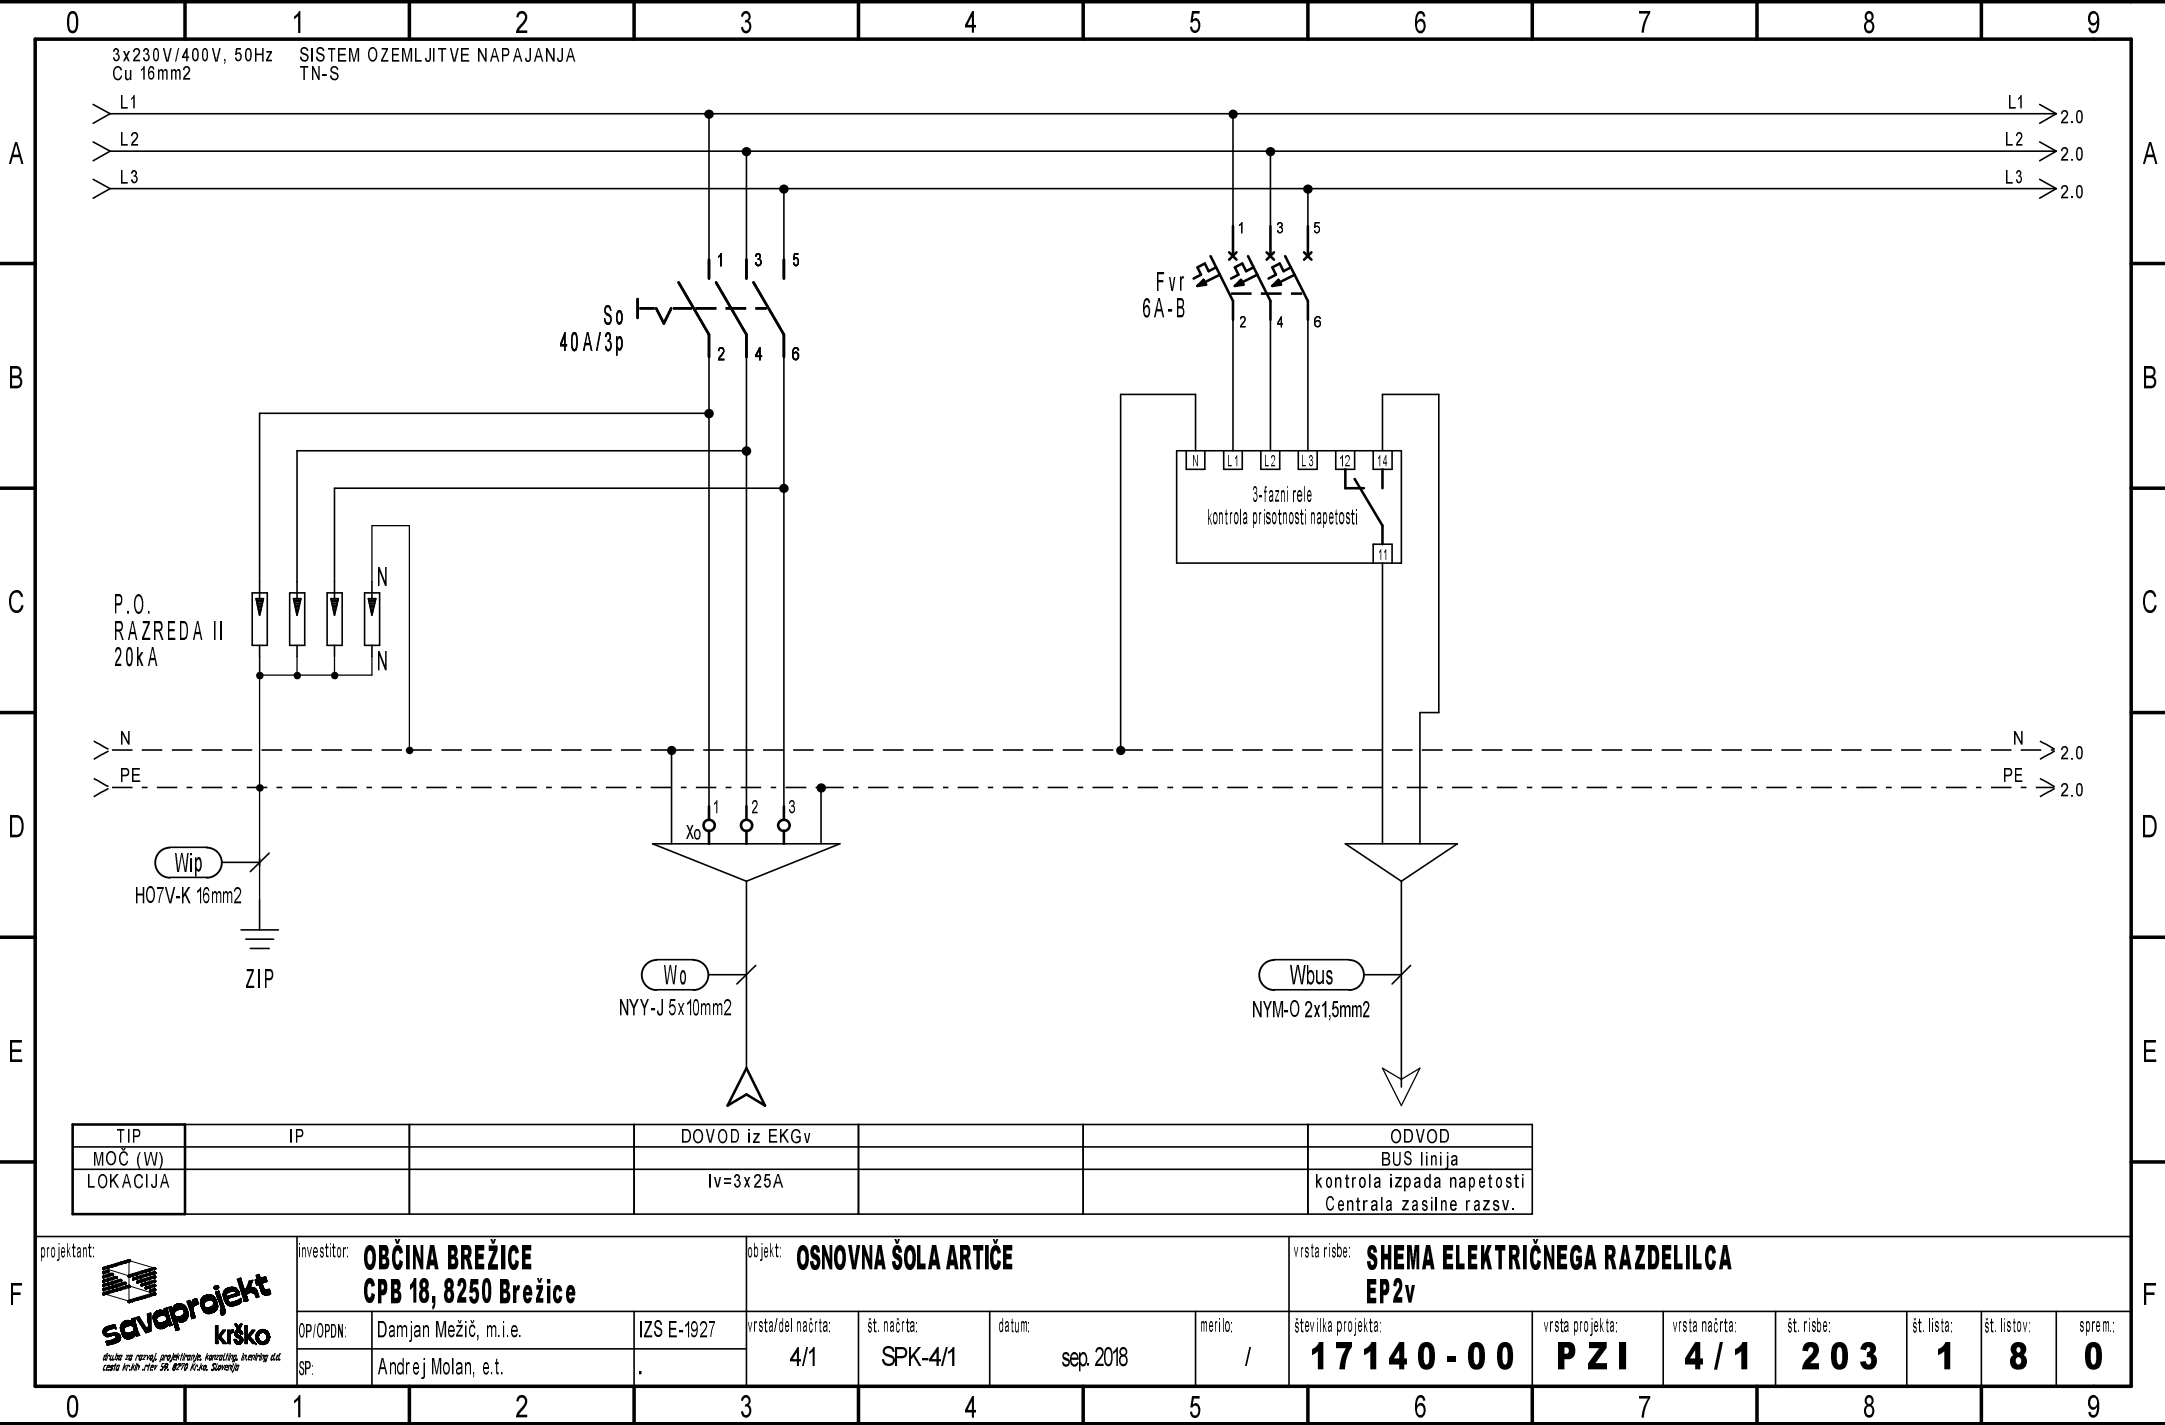 0 1 2 3 4 5 6 7 8 9
3x230V/400V, 50Hz SISTEM OZEMLJITVE NAPAJANJA
Cu 16mm2 TN-S
L1 L1 2.0
L2 L2 2.0
A A
L3 L3 2.0
1 3 5
1 3 5
Fvr
6A-B
So
40A/3p
2 4 6
2 4 6
B B
N L1 L2 L3 12 14
3-fazni rele
kontrola prisotnosti napetosti
11
N
C C
P.O.
RAZREDA II
20kA
N
N N 2.0
PE PE 2.0
1 2 3
Xo
D D
Wip
H07V-K 16mm2
ZIP
Wo
NYY-J 5x10mm2
Wbus
NYM-O 2x1,5mm2
E E
TIP IP DOVOD iz EKGv ODVOD
MOČ (W) BUS linija
LOKACIJA Iv=3x25A kontrola izpada napetosti
Centrala zasilne razsv.
projektant:
savaprojekt
krško
investitor: OBČINA BREŽICE
CPB 18, 8250 Brežice
objekt: OSNOVNA ŠOLA ARTIČE
vrsta risbe: SHEMA ELEKTRIČNEGA RAZDELILCA
EP2v
F F
OP/OPDN: Damjan Mežič, m.i.e. IZS E-1927
SP: Andrej Molan, e.t. .
vrsta/del načrta: št. načrta: datum: merilo: številka projekta: vrsta projekta: vrsta načrta: št. risbe: št. lista: št. listov: sprem.:
4/1 SPK-4/1 sep. 2018 / 17140-00 PZI 4/1 203 1 8 0
0 1 2 3 4 5 6 7 8 9